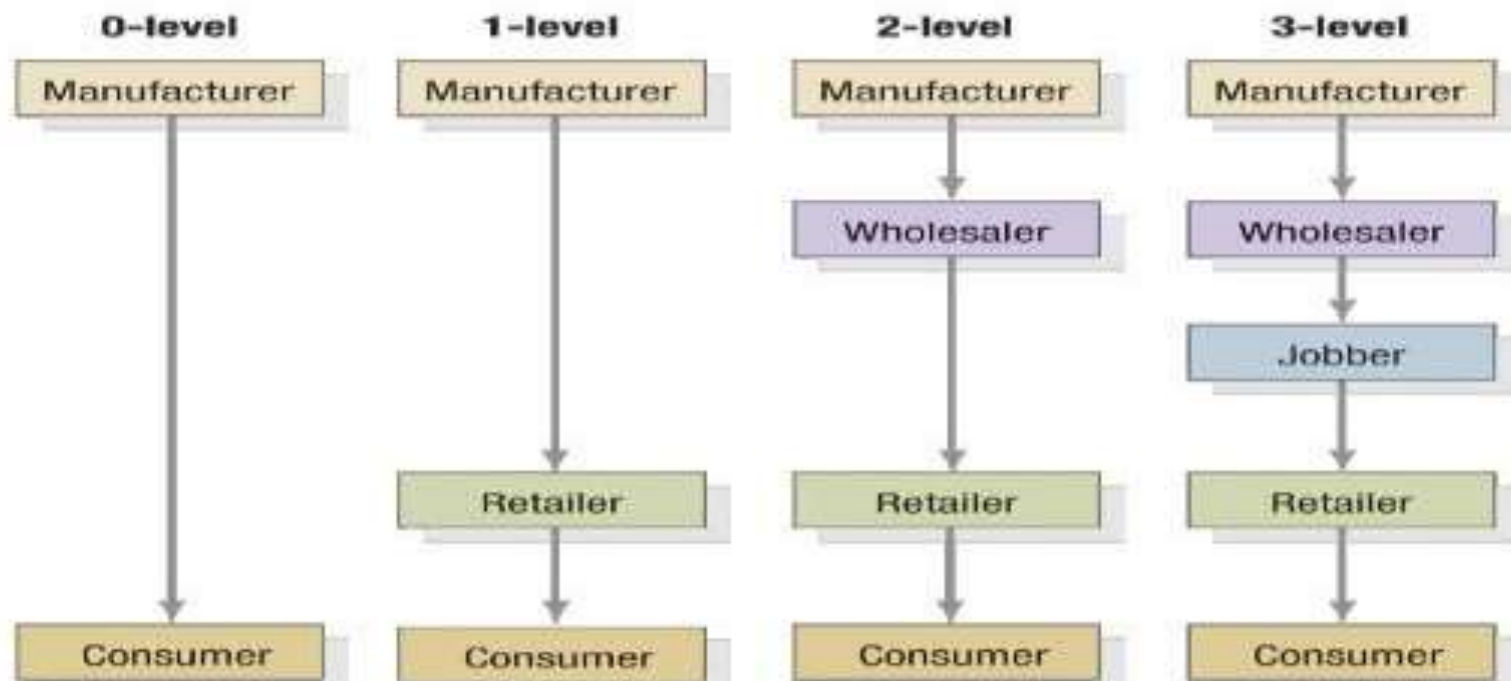 0-level 1-level 2-level 3-level
Manufacturer Manufacturer Manufacturer Manufacturer
Wholesaler Wholesaler
Jobber
Retailer Retailer Retailer
Consumer Consumer Consumer Consumer